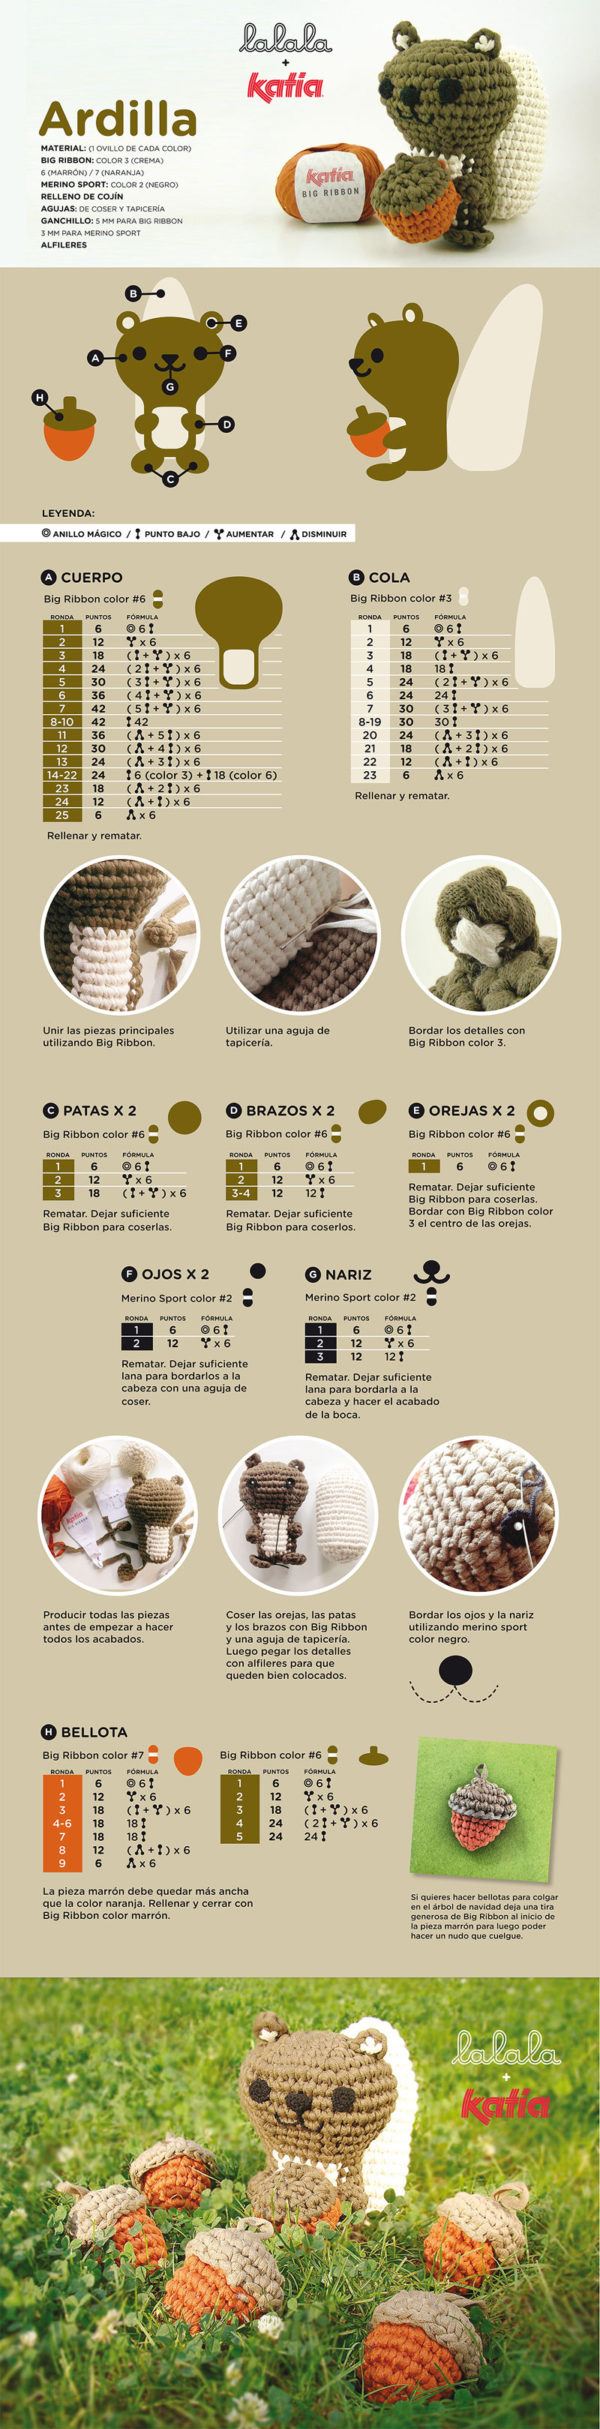 lalala
+
katia
Ardilla
MATERIAL: (1 OVILLO DE CADA COLOR)
BIG RIBBON: COLOR 3 (CREMA)
6 (MARRÓN) / 7 (NARANJA)
MERINO SPORT: COLOR 2 (NEGRO)
RELLENO DE COJÍN
AGUJAS: DE COSER Y TAPICERÍA
GANCHILLO: 5 MM PARA BIG RIBBON
3 MM PARA MERINO SPORT
ALFILERES
katia
BIG RIBBON
B
E
A
F
G
H
D
C
LEYENDA:
ANILLO MÁGICO / PUNTO BAJO / AUMENTAR / DISMINUIR
A CUERPO
Big Ribbon color #6
RONDA PUNTOS FÓRMULA
1 6 6
2 12 x 6
3 18 ( + ) x 6
4 24 ( 2 + ) x 6
5 30 ( 3 + ) x 6
6 36 ( 4 + ) x 6
7 42 ( 5 + ) x 6
8-10 42 42
11 36 ( + 5 ) x 6
12 30 ( + 4 ) x 6
13 24 ( + 3 ) x 6
14-22 24 6 (color 3) + 18 (color 6)
23 18 ( + 2 ) x 6
24 12 ( + ) x 6
25 6 x 6
Rellenar y rematar.
B COLA
Big Ribbon color #3
RONDA PUNTOS FÓRMULA
1 6 6
2 12 x 6
3 18 ( + ) x 6
4 18 18
5 24 ( 2 + ) x 6
6 24 24
7 30 ( 3 + ) x 6
8-19 30 30
20 24 ( + 3 ) x 6
21 18 ( + 2 ) x 6
22 12 ( + ) x 6
23 6 x 6
Rellenar y rematar.
Unir las piezas principales
utilizando Big Ribbon.
Utilizar una aguja de
tapicería.
Bordar los detalles con
Big Ribbon color 3.
C PATAS X 2
Big Ribbon color #6
RONDA PUNTOS FÓRMULA
1 6 6
2 12 x 6
3 18 ( + ) x 6
Rematar. Dejar suficiente
Big Ribbon para coserlas.
D BRAZOS X 2
Big Ribbon color #6
RONDA PUNTOS FÓRMULA
1 6 6
2 12 x 6
3-4 12 12
Rematar. Dejar suficiente
Big Ribbon para coserlos.
E OREJAS X 2
Big Ribbon color #6
RONDA PUNTOS FÓRMULA
1 6 6
Rematar. Dejar suficiente
Big Ribbon para coserlas.
Bordar con Big Ribbon color
3 el centro de las orejas.
F OJOS X 2
Merino Sport color #2
RONDA PUNTOS FÓRMULA
1 6 6
2 12 x 6
Rematar. Dejar suficiente
lana para bordarlos a la
cabeza con una aguja de
coser.
G NARIZ
Merino Sport color #2
RONDA PUNTOS FÓRMULA
1 6 6
2 12 x 6
3 12 12
Rematar. Dejar suficiente
lana para bordarla a la
cabeza y hacer el acabado
de la boca.
katia
BIG RIBBON
Producir todas las piezas
antes de empezar a hacer
todos los acabados.
Coser las orejas, las patas
y los brazos con Big Ribbon
y una aguja de tapicería.
Luego pegar los detalles
con alfileres para que
queden bien colocados.
Bordar los ojos y la nariz
utilizando merino sport
color negro.
H BELLOTA
Big Ribbon color #7
RONDA PUNTOS FÓRMULA
1 6 6
2 12 x 6
3 18 ( + ) x 6
4-6 18 18
7 18 18
8 12 ( + ) x 6
9 6 x 6
Big Ribbon color #6
RONDA PUNTOS FÓRMULA
1 6 6
2 12 x 6
3 18 ( + ) x 6
4 24 ( 2 + ) x 6
5 24 24
La pieza marrón debe quedar más ancha
que la color naranja. Rellenar y cerrar con
Big Ribbon color marrón.
Si quieres hacer bellotas para colgar
en el árbol de navidad deja una tira
generosa de Big Ribbon al inicio de
la pieza marrón para luego poder
hacer un nudo que cuelgue.
lalala
+
katia